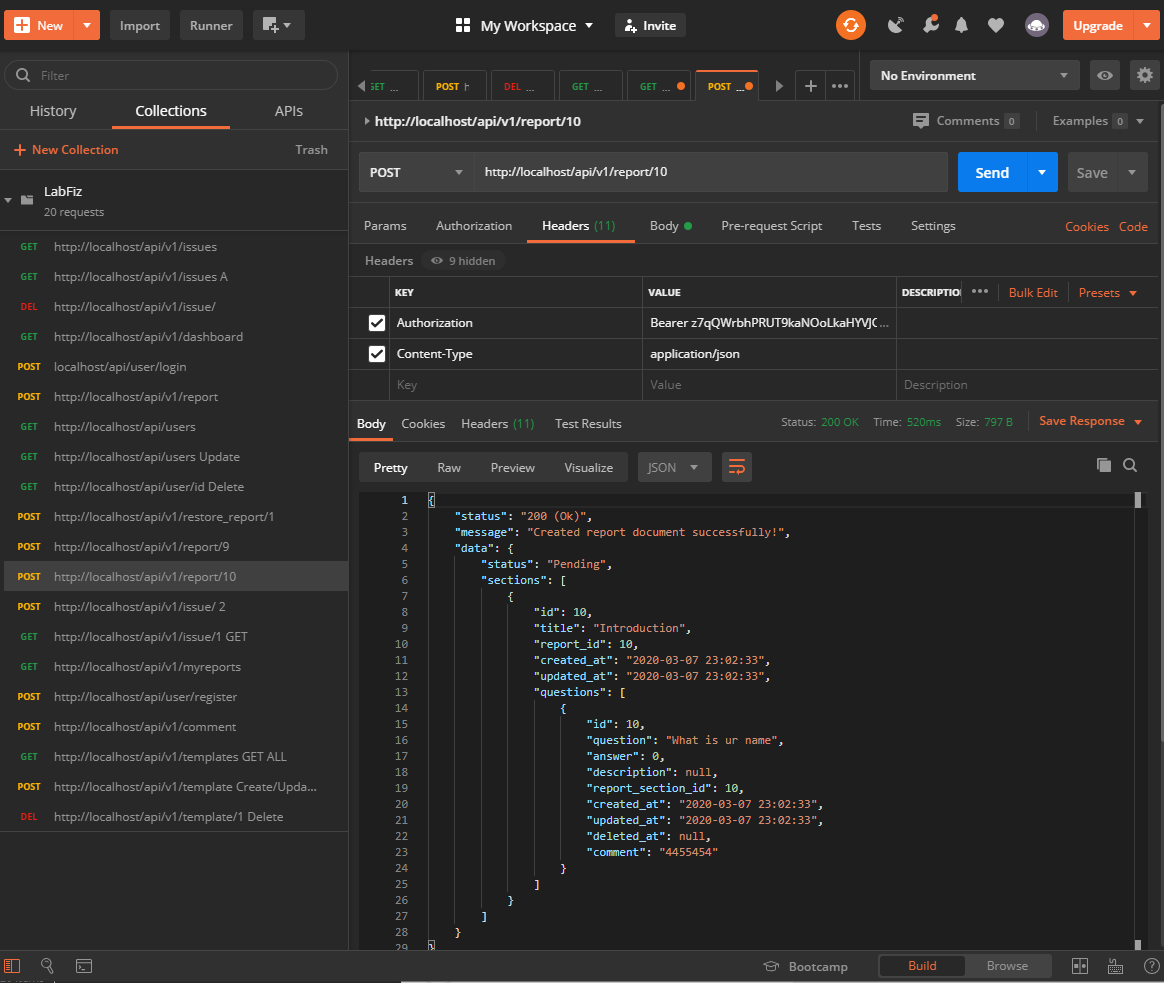 New
Import
Runner
My Workspace
Invite
Upgrade
Filter
History
Collections
APIs
New Collection
Trash
LabFiz
20 requests
GET http://localhost/api/v1/issues
GET http://localhost/api/v1/issues A
DEL http://localhost/api/v1/issue/
GET http://localhost/api/v1/dashboard
POST localhost/api/user/login
POST http://localhost/api/v1/report
GET http://localhost/api/users
GET http://localhost/api/users Update
GET http://localhost/api/user/id Delete
POST http://localhost/api/v1/restore_report/1
POST http://localhost/api/v1/report/9
POST http://localhost/api/v1/report/10
POST http://localhost/api/v1/issue/ 2
GET http://localhost/api/v1/issue/1 GET
GET http://localhost/api/v1/myreports
POST http://localhost/api/user/register
POST http://localhost/api/v1/comment
GET http://localhost/api/v1/templates GET ALL
POST http://localhost/api/v1/template Create/Upda...
DEL http://localhost/api/v1/template/1 Delete
GET ... POST h DEL ... GET ... GET ... POST ...
No Environment
http://localhost/api/v1/report/10
Comments 0
Examples 0
POST http://localhost/api/v1/report/10
Send
Save
Params Authorization Headers (11) Body Pre-request Script Tests Settings
Cookies Code
Headers 9 hidden
KEY VALUE DESCRIPTIO ••• Bulk Edit Presets
Authorization Bearer z7qQWrbhPRUT9kaNOoLkaHYVJC...
Content-Type application/json
Key Value Description
Body Cookies Headers (11) Test Results
Status: 200 OK Time: 520ms Size: 797 B Save Response
Pretty Raw Preview Visualize JSON
1 {
2 "status": "200 (Ok)",
3 "message": "Created report document successfully!",
4 "data": {
5 "status": "Pending",
6 "sections": [
7 {
8 "id": 10,
9 "title": "Introduction",
10 "report_id": 10,
11 "created_at": "2020-03-07 23:02:33",
12 "updated_at": "2020-03-07 23:02:33",
13 "questions": [
14 {
15 "id": 10,
16 "question": "What is ur name",
17 "answer": 0,
18 "description": null,
19 "report_section_id": 10,
20 "created_at": "2020-03-07 23:02:33",
21 "updated_at": "2020-03-07 23:02:33",
22 "deleted_at": null,
23 "comment": "4455454"
24 }
25 ]
26 }
27 ]
28 }
29 }
Bootcamp
Build
Browse